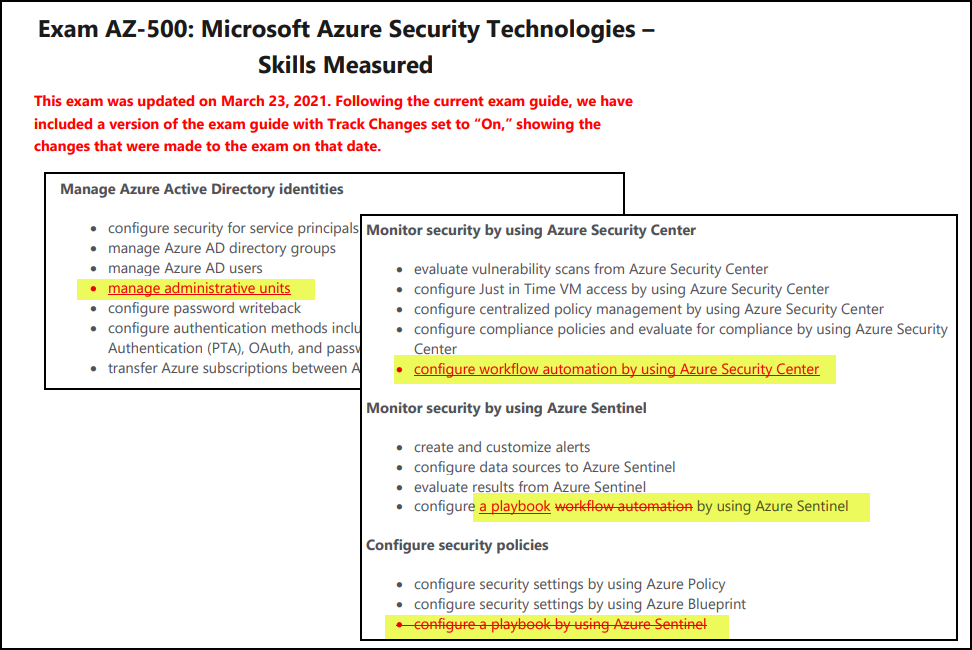 Exam AZ-500: Microsoft Azure Security Technologies –
Skills Measured
This exam was updated on March 23, 2021. Following the current exam guide, we have
included a version of the exam guide with Track Changes set to “On,” showing the
changes that were made to the exam on that date.
Manage Azure Active Directory identities
• configure security for service principals
• manage Azure AD directory groups
• manage Azure AD users
• manage administrative units
• configure password writeback
• configure authentication methods
Authentication (PTA), OAuth, and
• transfer Azure subscriptions between
Monitor security by using Azure Security Center
• evaluate vulnerability scans from Azure Security Center
• configure Just in Time VM access by using Azure Security Center
• configure centralized policy management by using Azure Security Center
• configure compliance policies and evaluate for compliance by using Azure Security
Center
• configure workflow automation by using Azure Security Center
Monitor security by using Azure Sentinel
• create and customize alerts
• configure data sources to Azure Sentinel
• evaluate results from Azure Sentinel
• configure a playbook workflow automation by using Azure Sentinel
Configure security policies
• configure security settings by using Azure Policy
• configure security settings by using Azure Blueprint
• configure a playbook by using Azure Sentinel